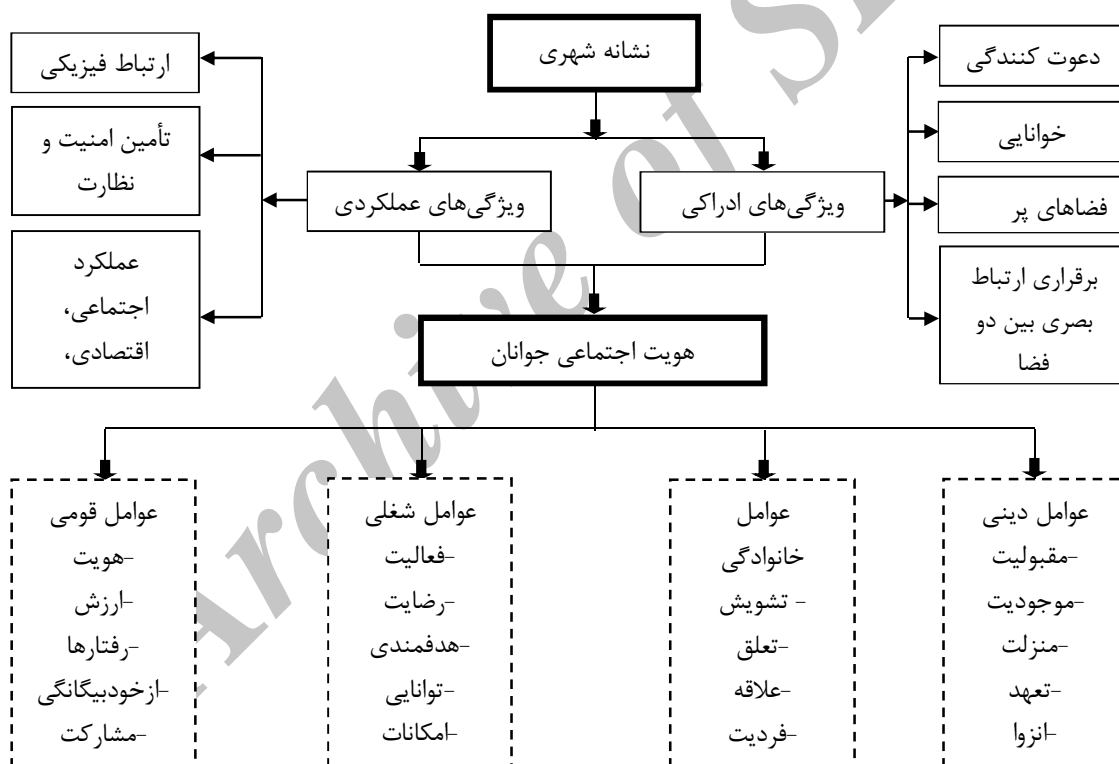 نشانه شهری
دعوت کنندگی
خوانایی
فضاهای پر
برقراری ارتباط
بصری بین دو
فضا
ویژگی‌های ادراکی
ویژگی‌های عملکردی
ارتباط فیزیکی
تأمین امنیت و
نظارت
عملکرد
اجتماعی،
اقتصادی،
هویت اجتماعی جوانان
عوامل دینی
-مقبولیت
-موجودیت
-منزلت
-تعهد
-انزوا
عوامل
خانوادگی
- تشویش
-تعلق
-علاقه
-فردیت
عوامل شغلی
-فعالیت
-رضایت
-هدفمندی
-توانایی
-امکانات
عوامل قومی
-هویت
-ارزش
-رفتارها
-ازخودبیگانگی
-مشارکت
Archive of S